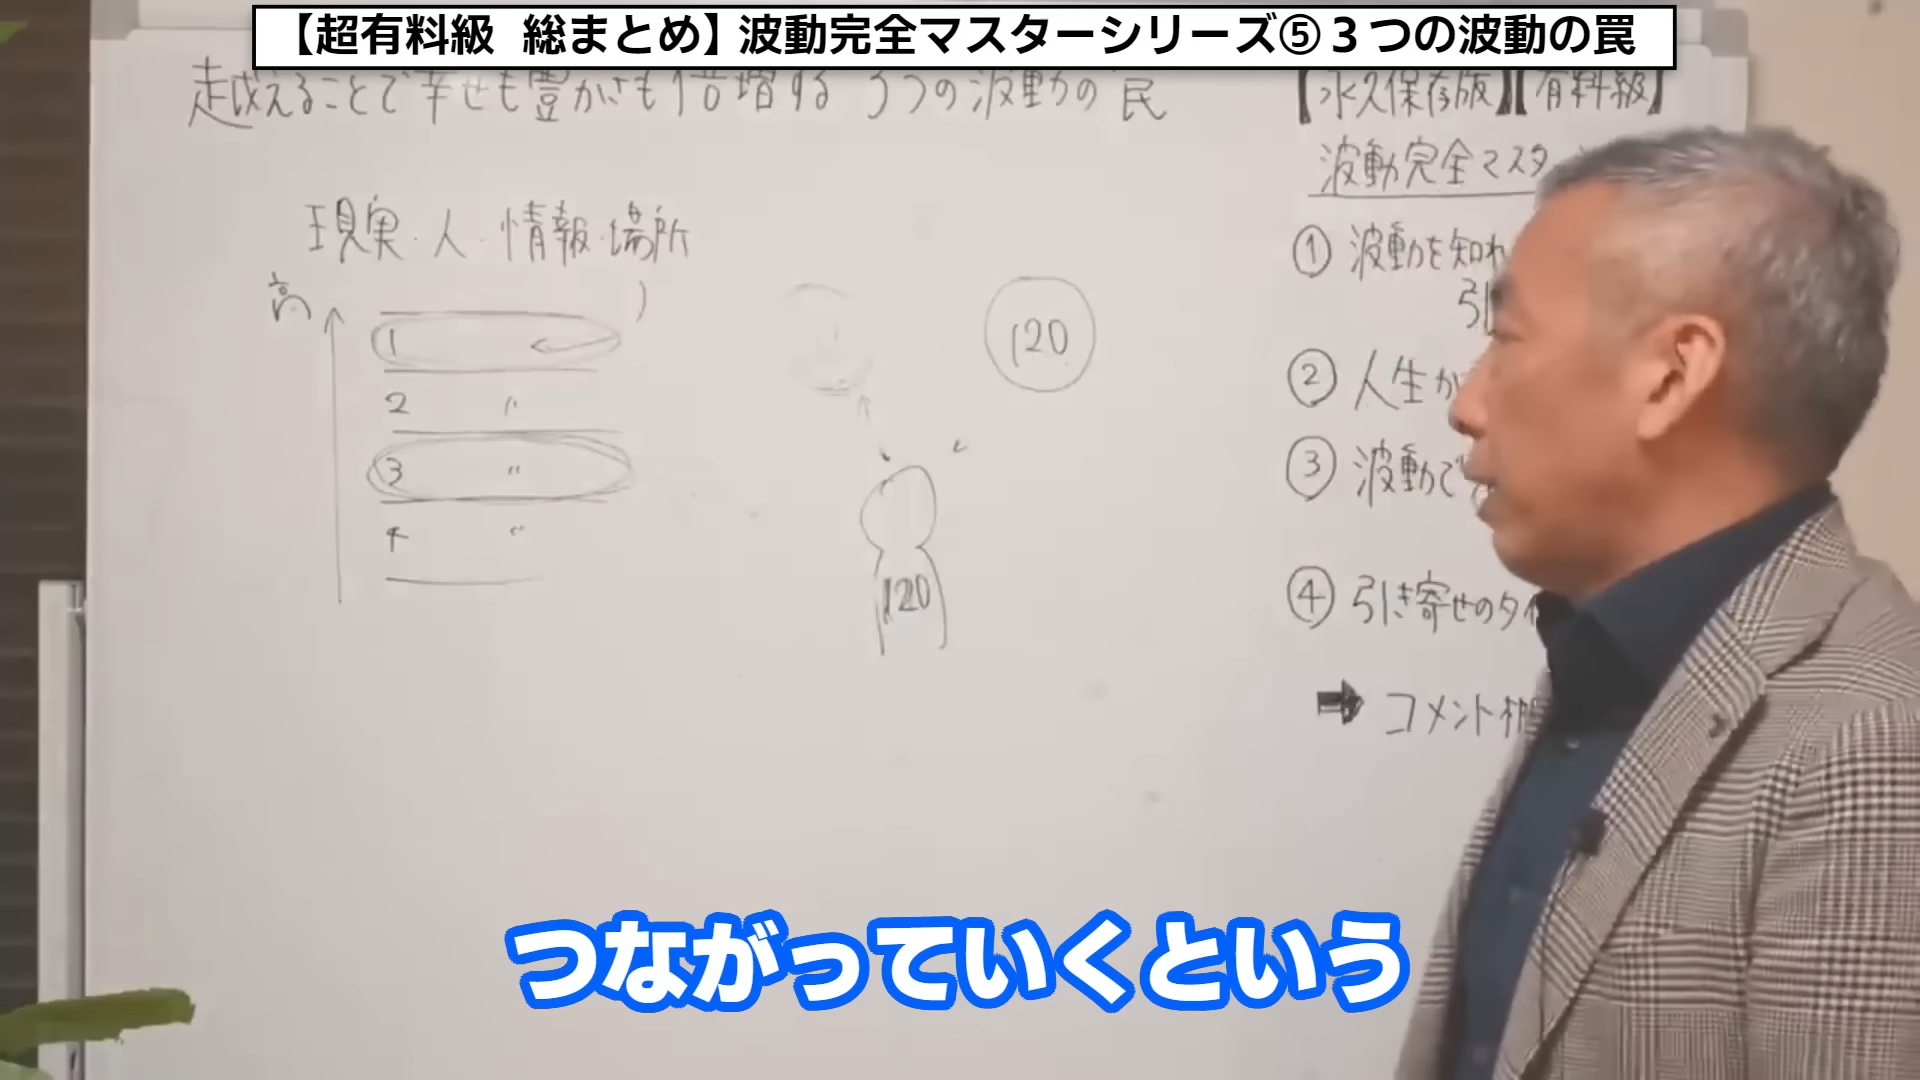 【超有料級 総まとめ】波動完全マスターシリーズ⑤３つの波動の罠
越えることで幸せも豊かさも倍増する 3つの波動の罠
【永久保存版】【有料級】
波動完全マスタ
現実・人・情報・場所
高
1
2 〃
3 〃
4 〃
120
120
① 波動を知れ
引
② 人生が
③ 波動で
④ 引き寄せのタイ
➡ コメント欄
つながっていくという